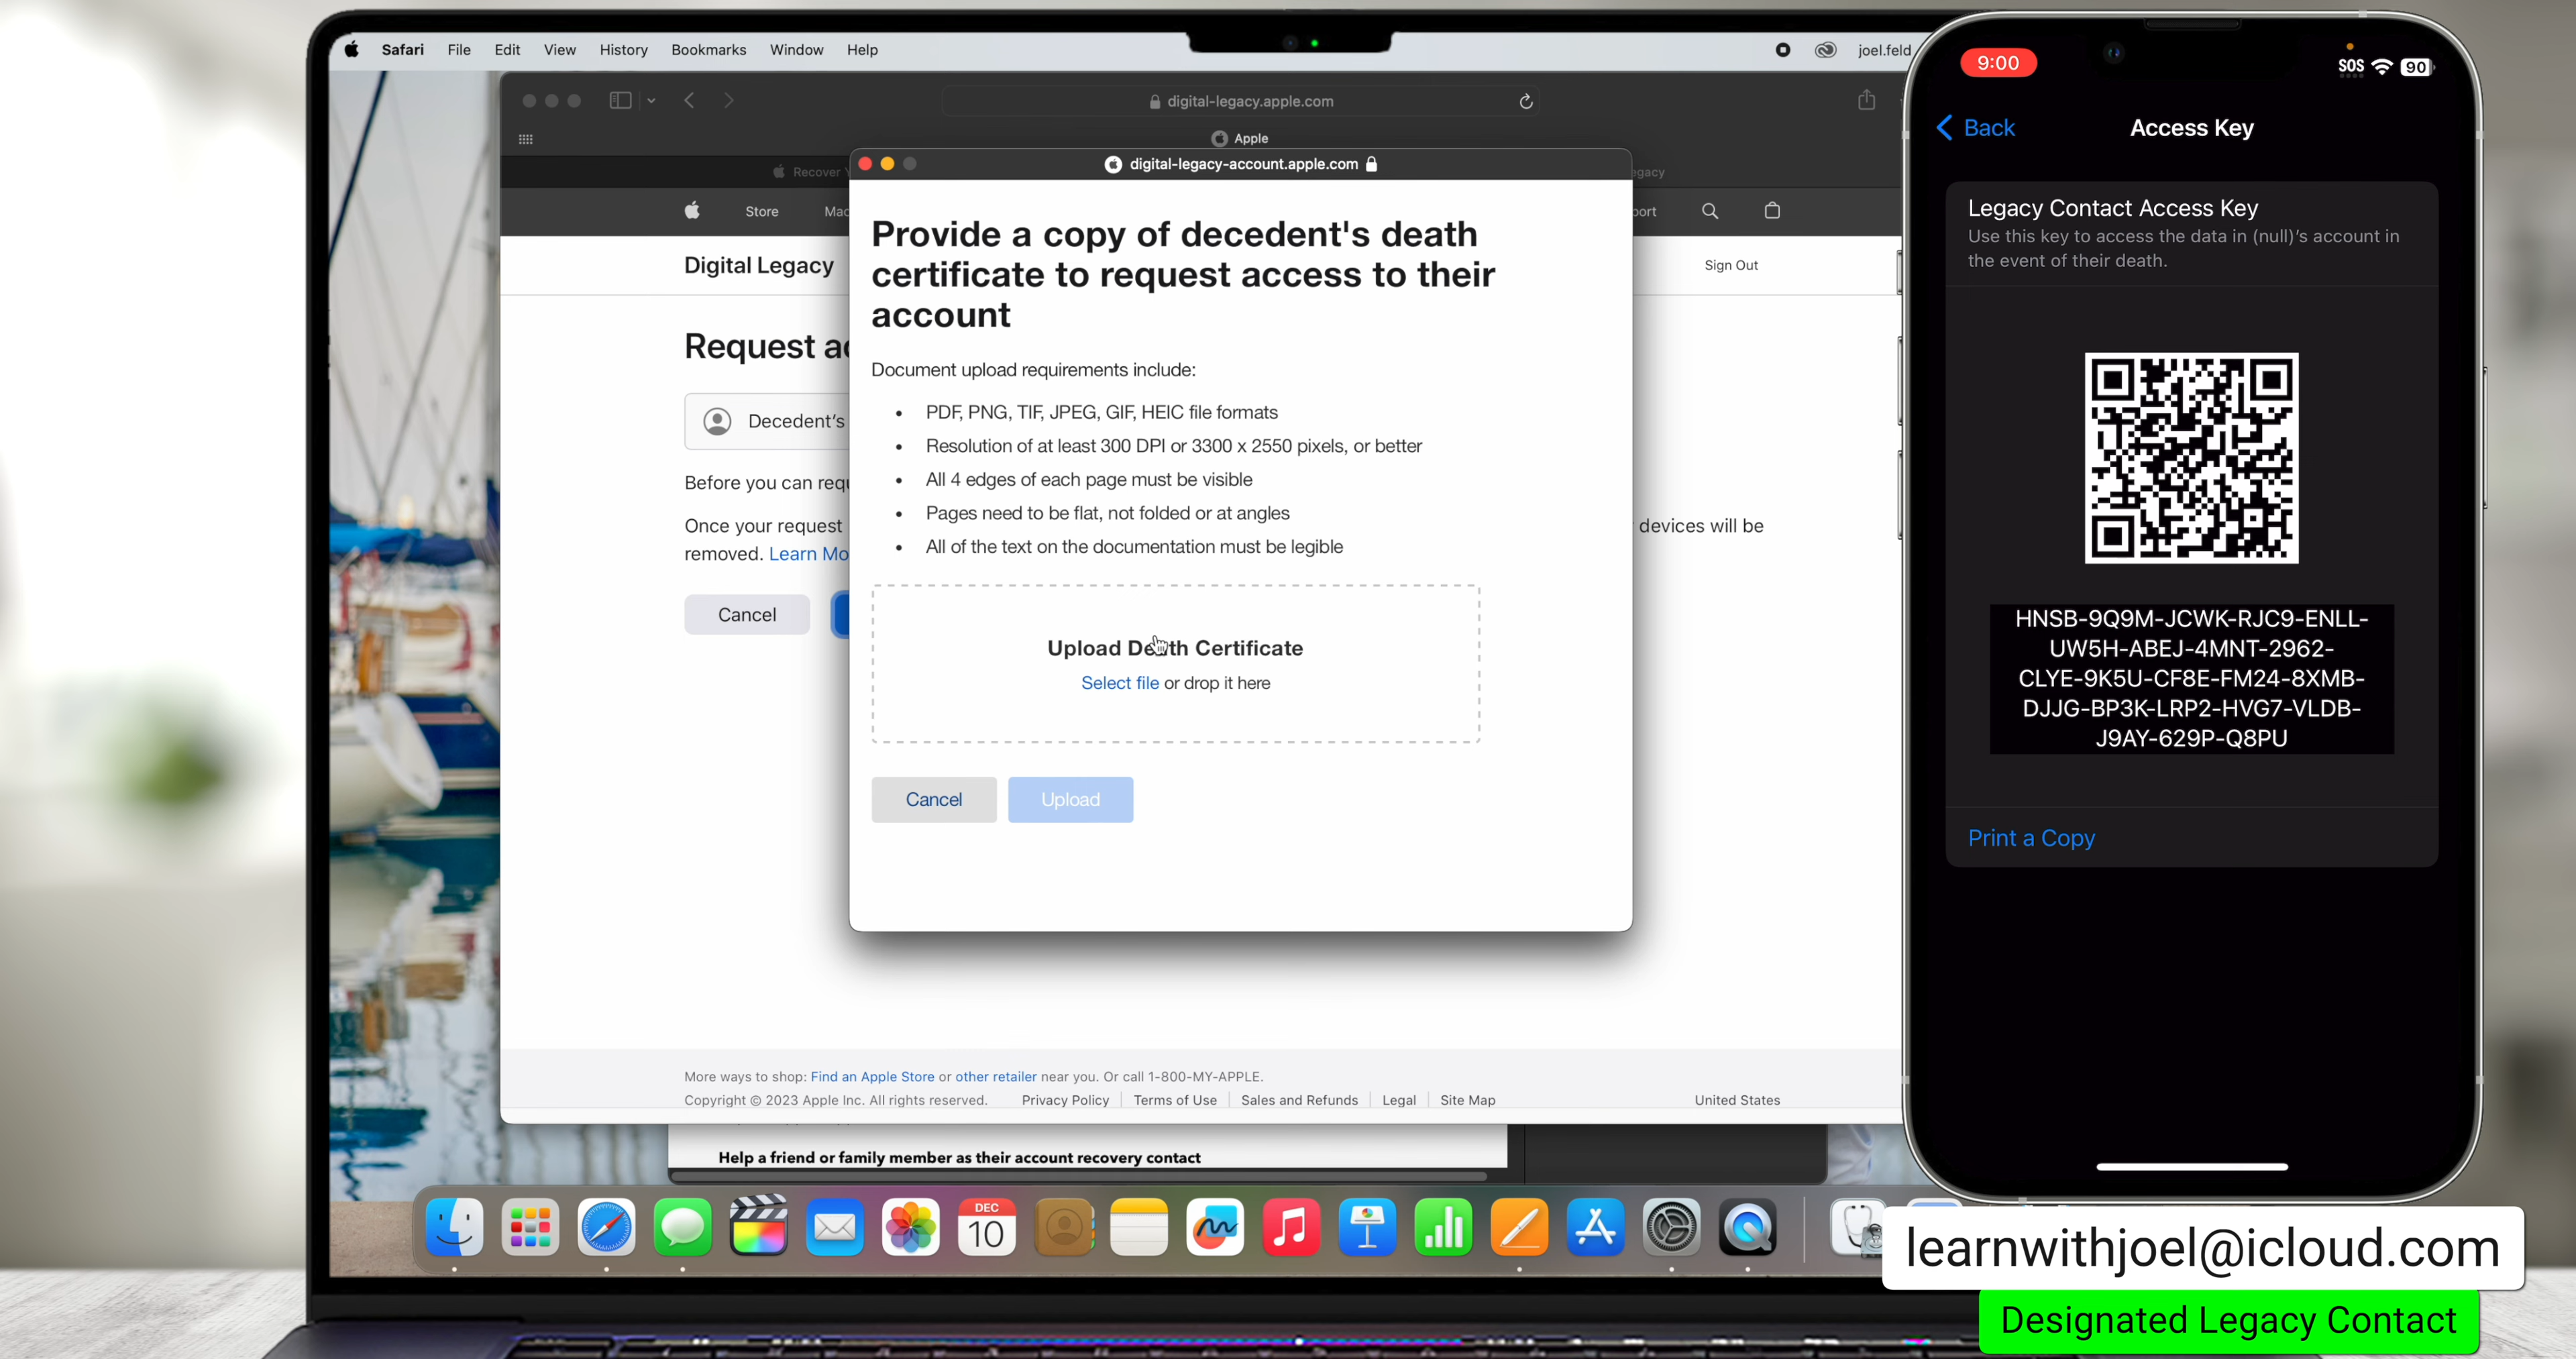 Safari File Edit View History Bookmarks Window Help
joel.feld
digital-legacy.apple.com
Apple
Recover
egacy
Store
Mac
port
Digital Legacy
Sign Out
Request ac
Decedent's
Before you can requ
Once your request
devices will be
removed. Learn Mo
Cancel
digital-legacy-account.apple.com
Provide a copy of decedent's death
certificate to request access to their
account
Document upload requirements include:
• PDF, PNG, TIF, JPEG, GIF, HEIC file formats
• Resolution of at least 300 DPI or 3300 x 2550 pixels, or better
• All 4 edges of each page must be visible
• Pages need to be flat, not folded or at angles
• All of the text on the documentation must be legible
Upload Death Certificate
Select file or drop it here
Cancel
Upload
More ways to shop: Find an Apple Store or other retailer near you. Or call 1-800-MY-APPLE.
Copyright © 2023 Apple Inc. All rights reserved. Privacy Policy | Terms of Use | Sales and Refunds | Legal | Site Map
United States
Help a friend or family member as their account recovery contact
DEC
10
9:00
SOS
90
Back
Access Key
Legacy Contact Access Key
Use this key to access the data in (null)'s account in
the event of their death.
HNSB-9Q9M-JCWK-RJC9-ENLL-
UW5H-ABEJ-4MNT-2962-
CLYE-9K5U-CF8E-FM24-8XMB-
DJJG-BP3K-LRP2-HVG7-VLDB-
J9AY-629P-Q8PU
Print a Copy
learnwithjoel@icloud.com
Designated Legacy Contact